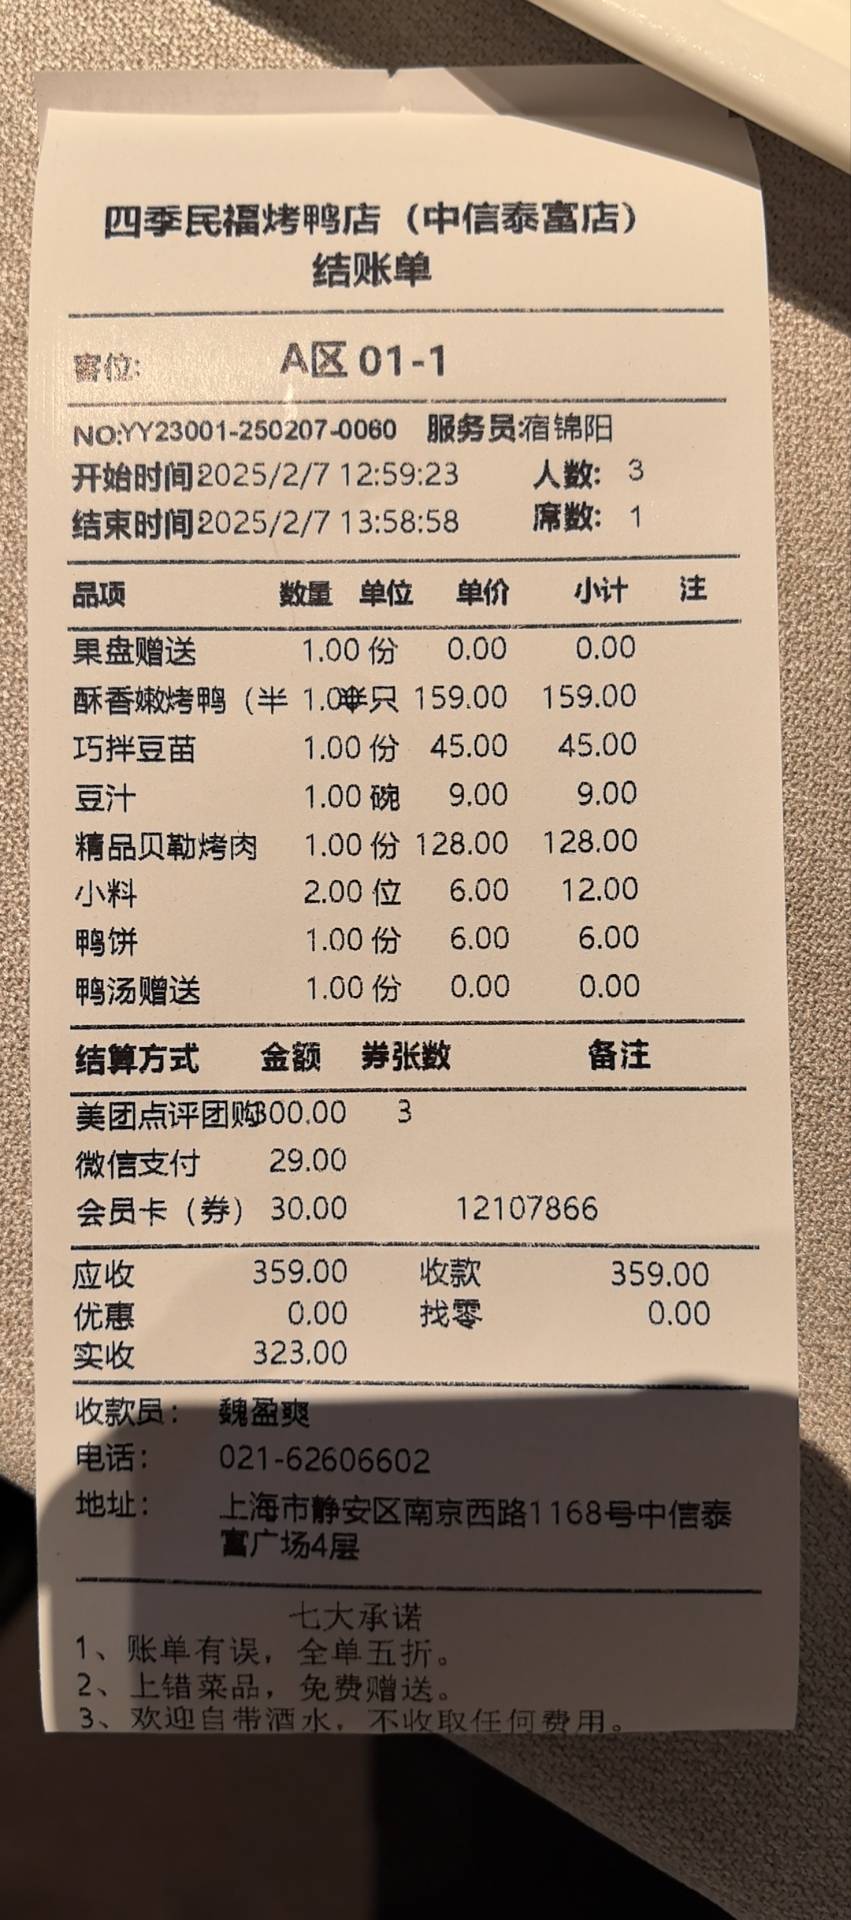 四季民福烤鸭店（中信泰富店）
结账单
客位: A区 01-1
NO:YY23001-250207-0060 服务员:宿锦阳
开始时间2025/2/7 12:59:23 人数: 3
结束时间2025/2/7 13:58:58 席数: 1
品项 数量 单位 单价 小计 注
果盘赠送 1.00 份 0.00 0.00
酥香嫩烤鸭（半 1.00半只 159.00 159.00
巧拌豆苗 1.00 份 45.00 45.00
豆汁 1.00 碗 9.00 9.00
精品贝勒烤肉 1.00 份 128.00 128.00
小料 2.00 位 6.00 12.00
鸭饼 1.00 份 6.00 6.00
鸭汤赠送 1.00 份 0.00 0.00
结算方式 金额 券张数 备注
美团点评团购300.00 3
微信支付 29.00
会员卡（券） 30.00 12107866
应收 359.00 收款 359.00
优惠 0.00 找零 0.00
实收 323.00
收款员: 魏盈爽
电话: 021-62606602
地址: 上海市静安区南京西路1168号中信泰
富广场4层
七大承诺
1、账单有误，全单五折。
2、上错菜品，免费赠送。
3、欢迎自带酒水，不收取任何费用。